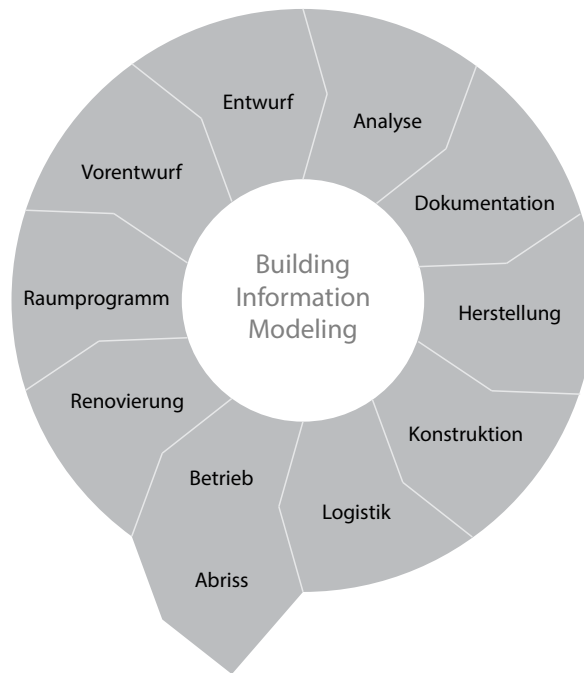 Entwurf
Analyse
Vorentwurf
Dokumentation
Building
Information
Modeling
Raumprogramm
Herstellung
Renovierung
Konstruktion
Betrieb
Logistik
Abriss